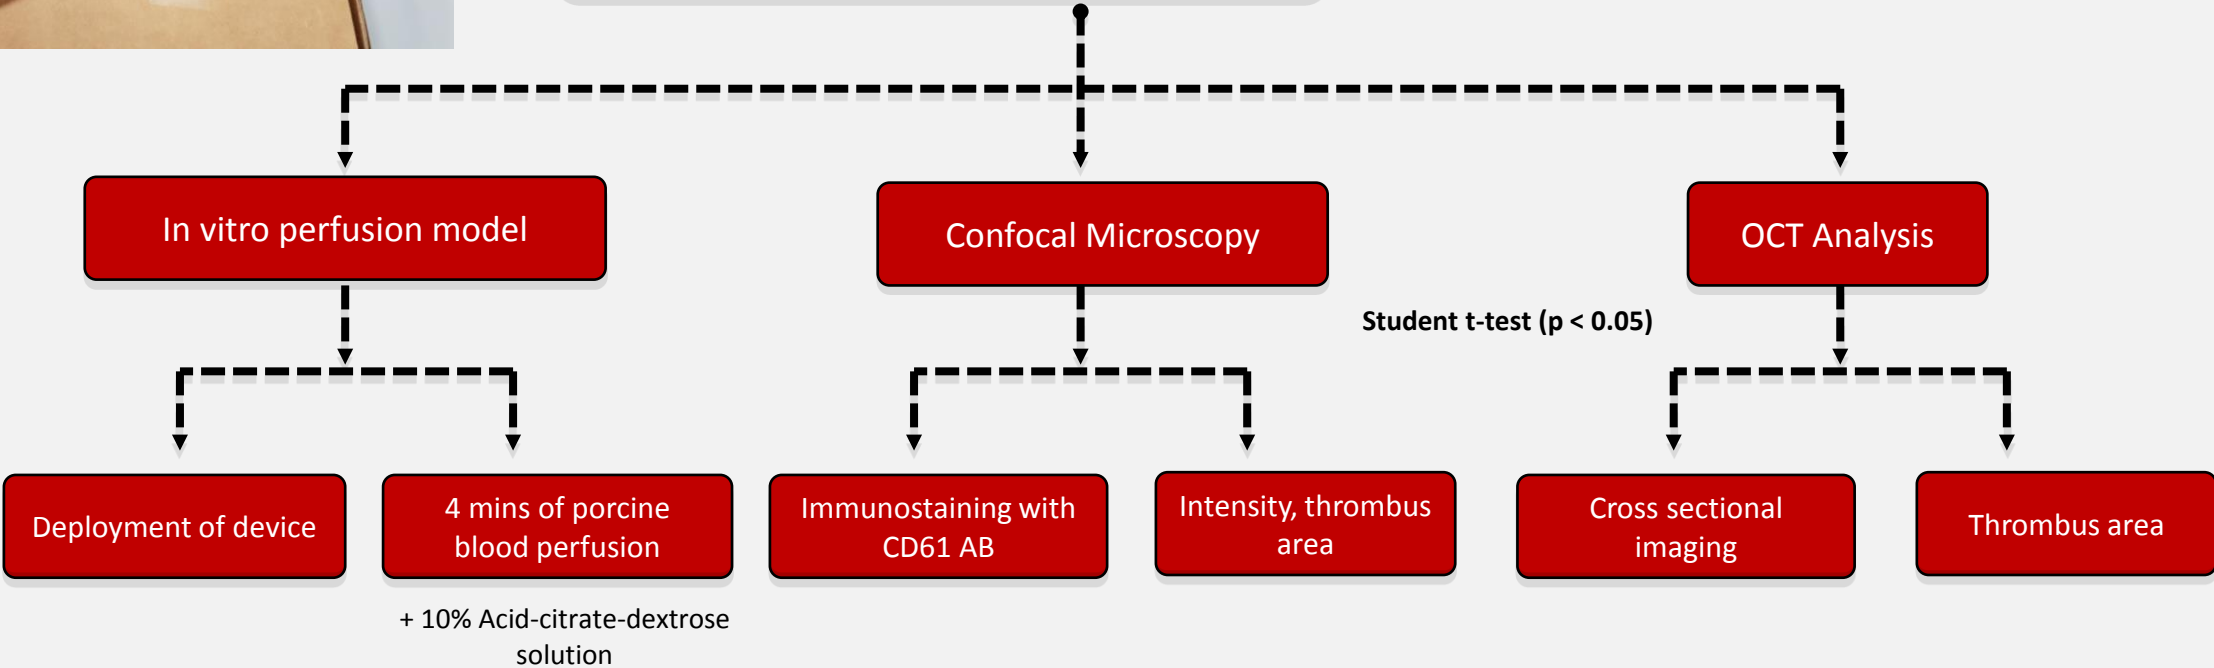 In vitro perfusion model
Confocal Microscopy
OCT Analysis
Student t-test (p < 0.05)
Deployment of device
4 mins of porcine
blood perfusion
Immunostaining with
CD61 AB
Intensity, thrombus
area
Cross sectional
imaging
Thrombus area
+ 10% Acid-citrate-dextrose
solution